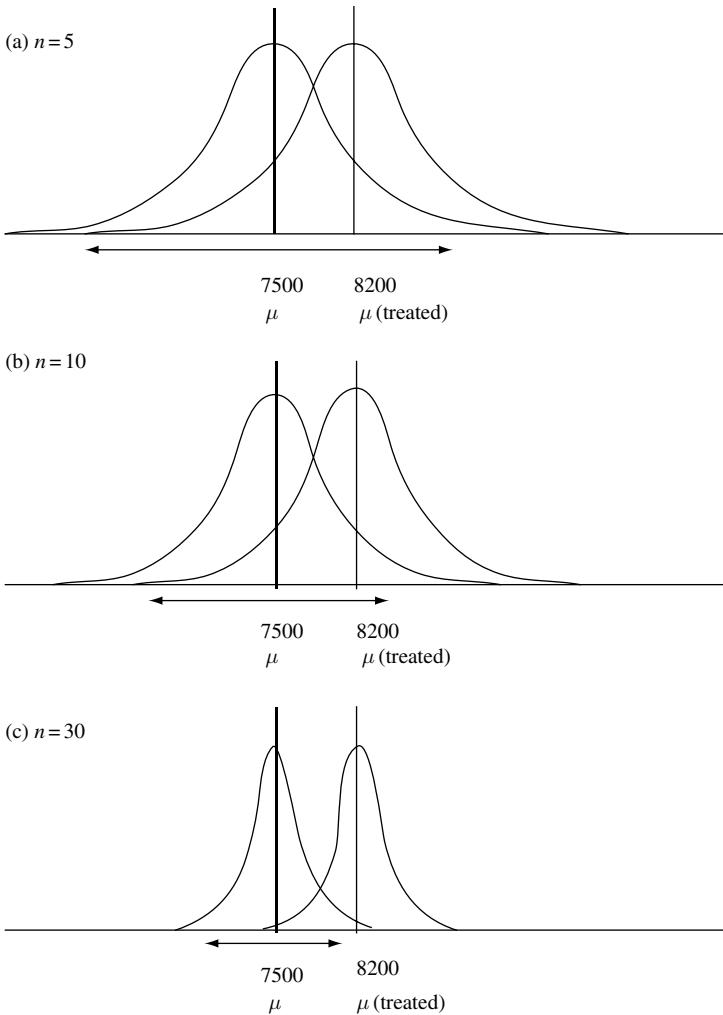 (a) n = 5
7500 8200
μ μ (treated)
(b) n = 10
7500 8200
μ μ (treated)
(c) n = 30
7500 8200
μ μ (treated)